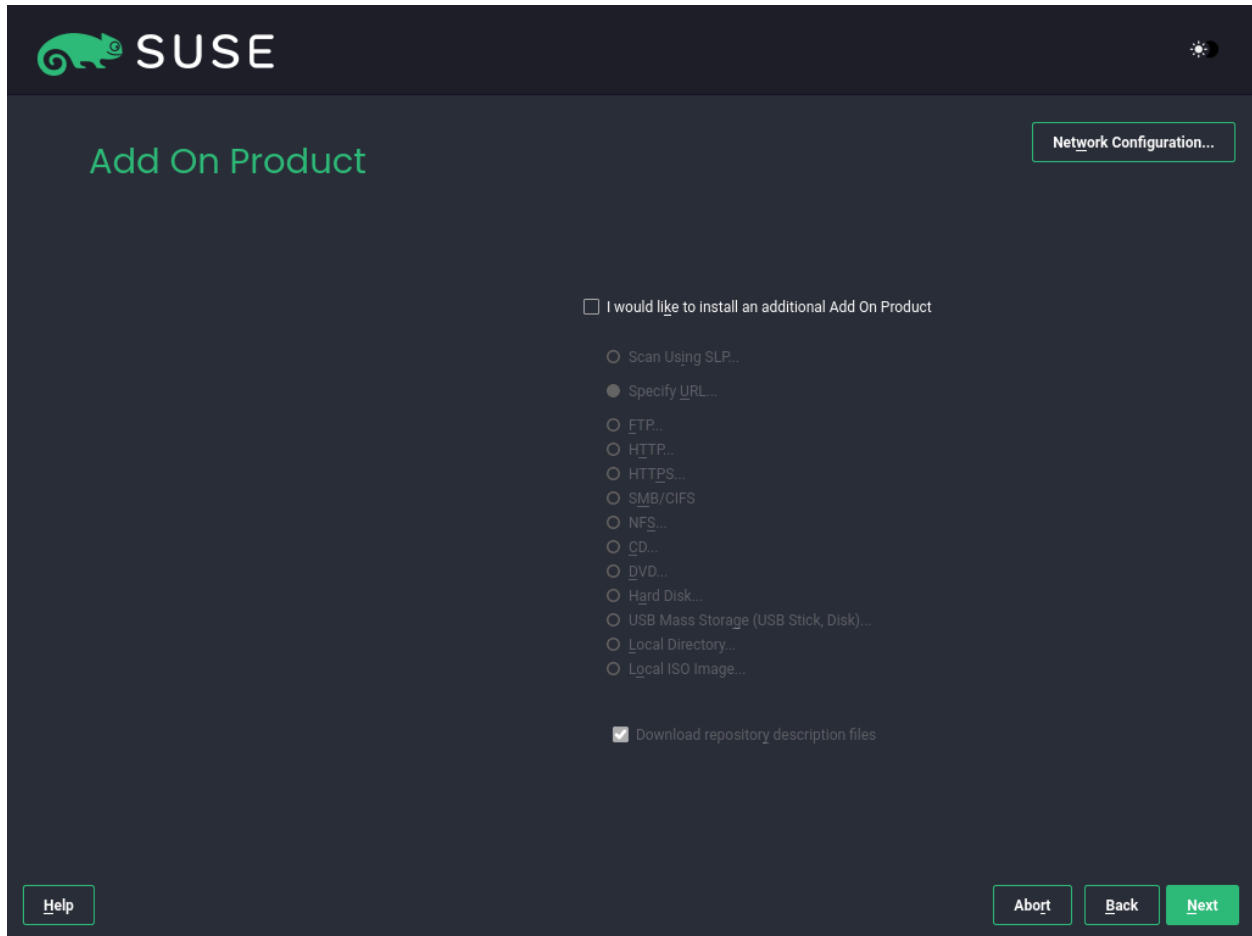 SUSE
Network Configuration...
Add On Product
I would like to install an additional Add On Product
Scan Using SLP...
Specify URL...
FTP...
HTTP...
HTTPS...
SMB/CIFS
NFS...
CD...
DVD...
Hard Disk...
USB Mass Storage (USB Stick, Disk)...
Local Directory...
Local ISO Image...
Download repository description files
Help
Abort
Back
Next